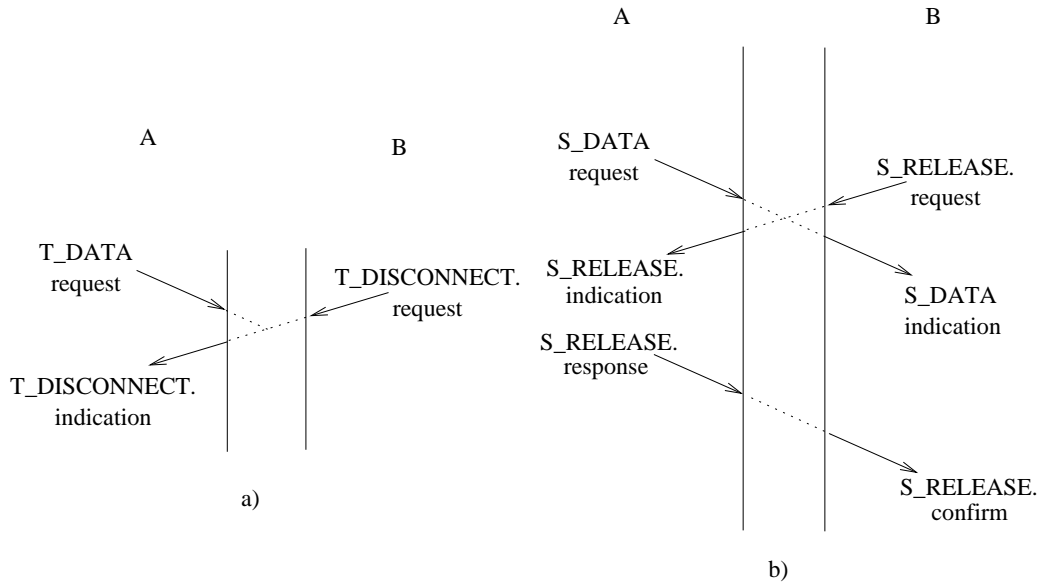 A
B
T_DATA
request
T_DISCONNECT.
request
T_DISCONNECT.
indication
a)
A
B
S_DATA
request
S_RELEASE.
request
S_RELEASE.
indication
S_DATA
indication
S_RELEASE.
response
S_RELEASE.
confirm
b)